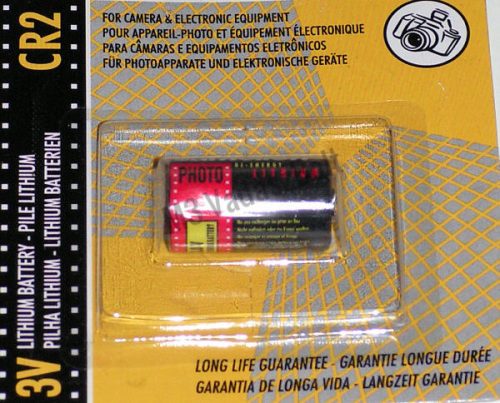 3V LITHIUM BATTERY - PILE LITHIUM CR2
PILHA LITHIUM - LITHIUM BATTERIEN
FOR CAMERA & ELECTRONIC EQUIPMENT
POUR APPAREIL-PHOTO ET ÉQUIPEMENT ÉLECTRONIQUE
PARA CÂMARAS E EQUIPAMENTOS ELETRÔNICOS
FÜR PHOTOAPPARATE UND ELEKTRONISCHE GERÄTE
PHOTO
HI-ENERGY
LITHIUM
LONG LIFE GUARANTEE - GARANTIE LONGUE DURÉE
GARANTIA DE LONGA VIDA - LANGZEIT GARANTIE